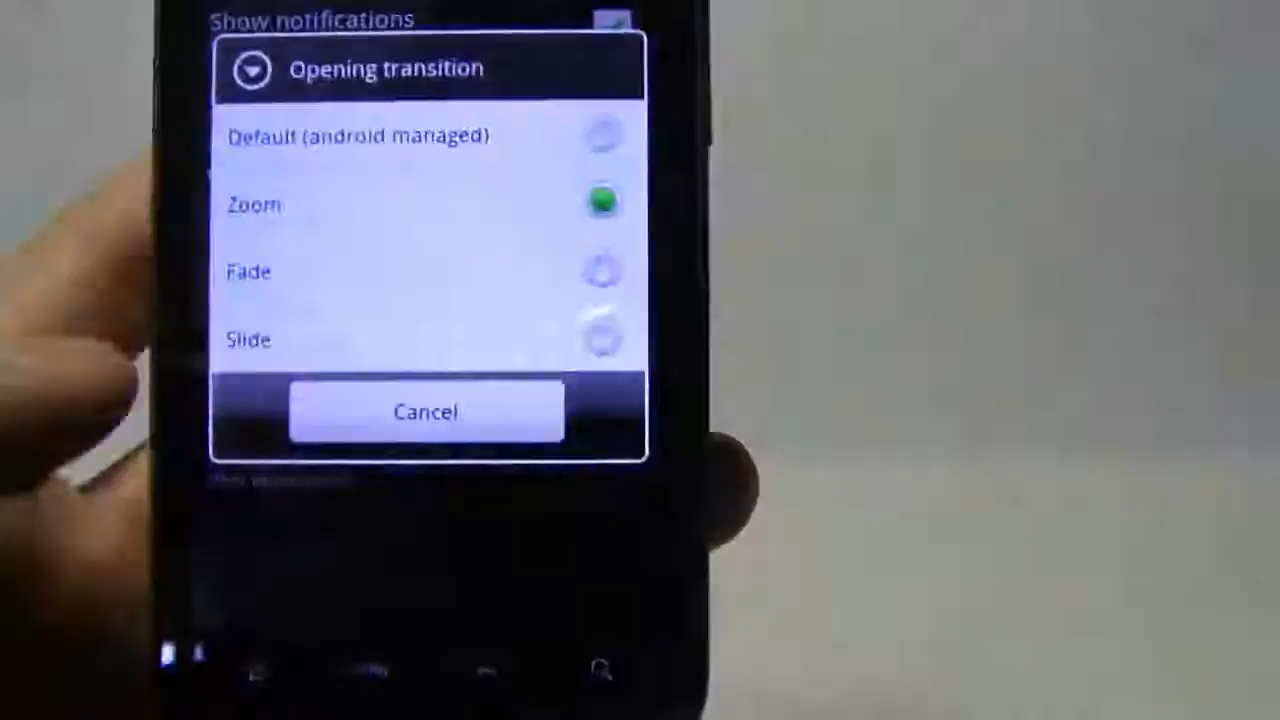 Show notifications
Opening transition
Default (android managed)
Zoom
Fade
Slide
Cancel